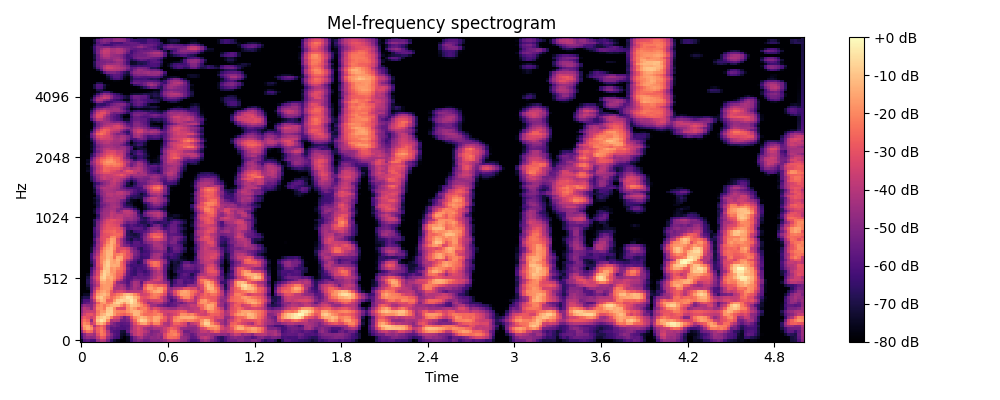 Mel-frequency spectrogram
+0 dB
-10 dB
-20 dB
-30 dB
-40 dB
-50 dB
-60 dB
-70 dB
-80 dB
4096
2048
1024
512
0
Hz
0 0.6 1.2 1.8 2.4 3 3.6 4.2 4.8
Time